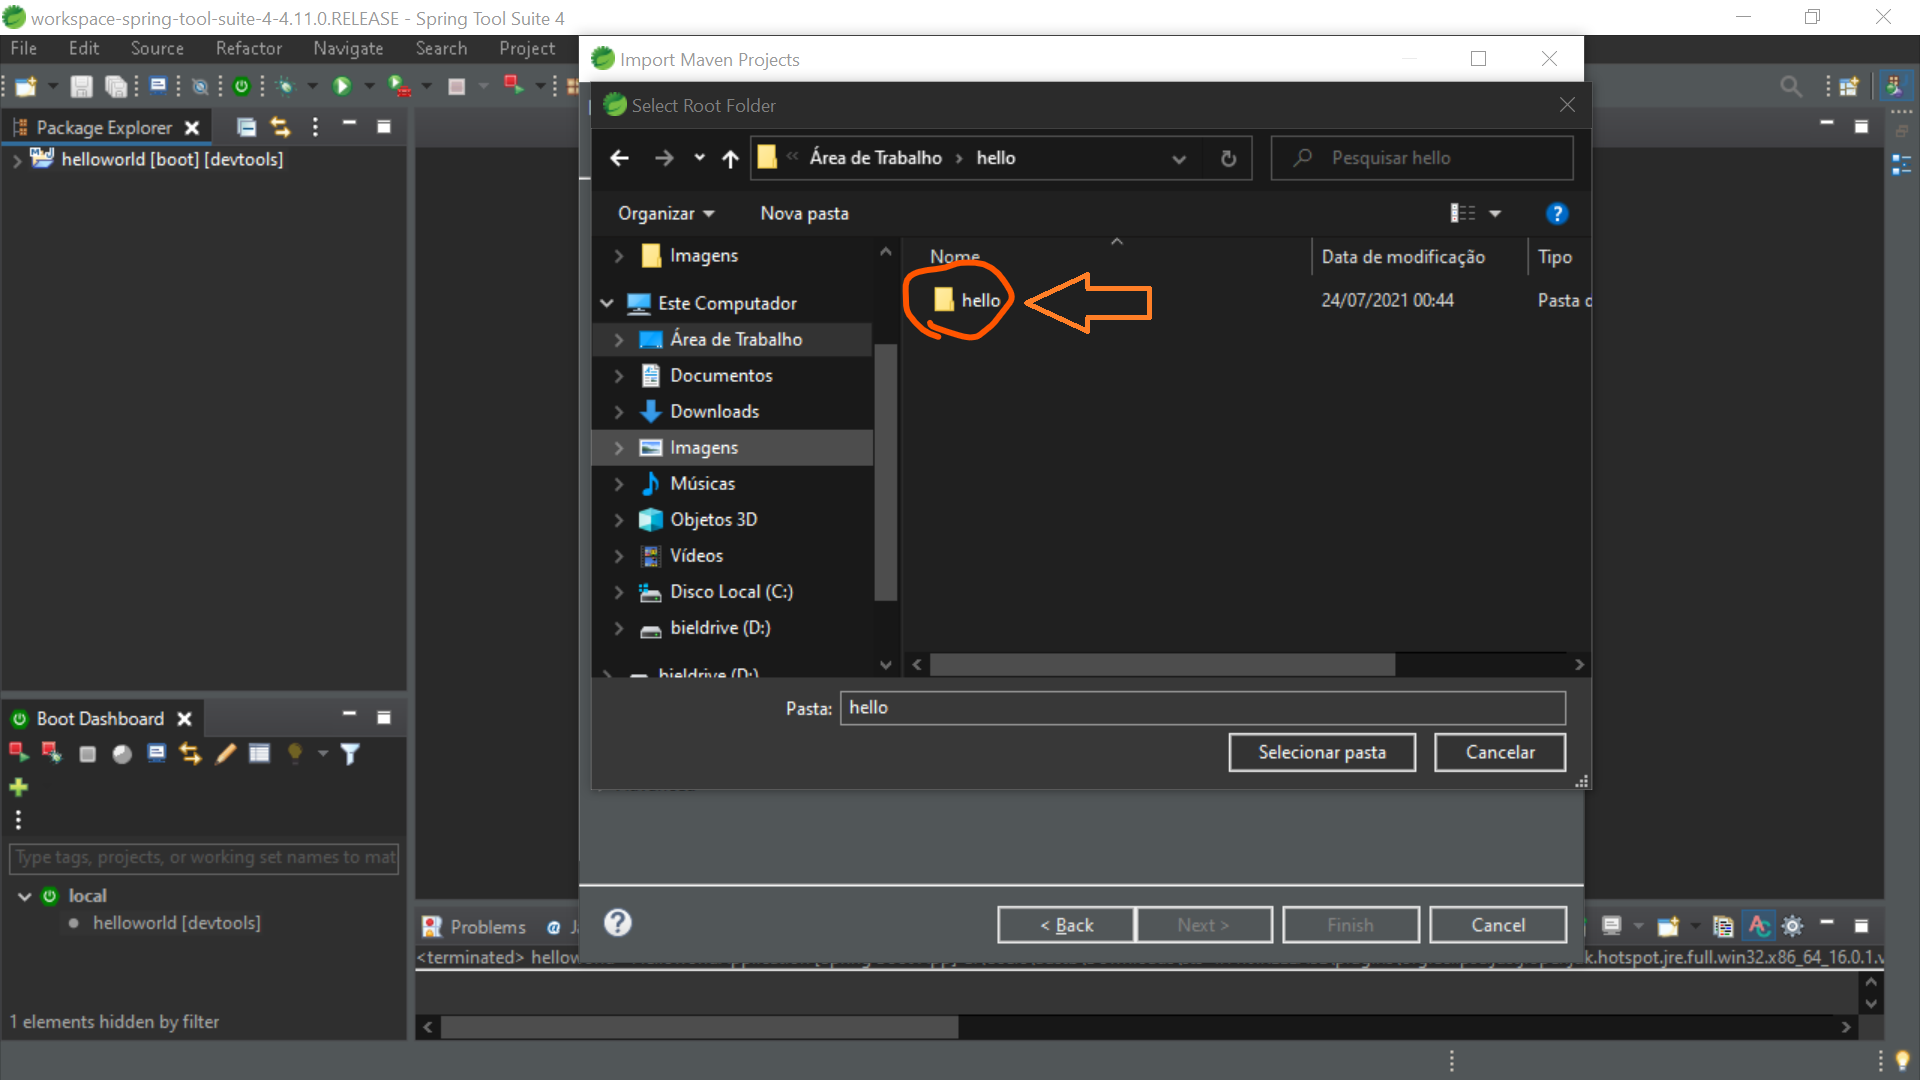 workspace-spring-tool-suite-4-4.11.0.RELEASE - Spring Tool Suite 4
File Edit Source Refactor Navigate Search Project
Import Maven Projects
Select Root Folder
Package Explorer
helloworld [boot] [devtools]
« Área de Trabalho › hello
Pesquisar hello
Organizar
Nova pasta
Nome
Data de modificação
Tipo
hello
24/07/2021 00:44
Pasta d
Imagens
Este Computador
Área de Trabalho
Documentos
Downloads
Imagens
Músicas
Objetos 3D
Vídeos
Disco Local (C:)
bieldrive (D:)
bieldrive (D:)
Pasta: hello
Selecionar pasta
Cancelar
Boot Dashboard
Type tags, projects, or working set names to mat
local
helloworld [devtools]
1 elements hidden by filter
< Back
Next >
Finish
Cancel
Problems
@ J
<terminated> hellow
k.hotspot.jre.full.win32.x86_64_16.0.1.v